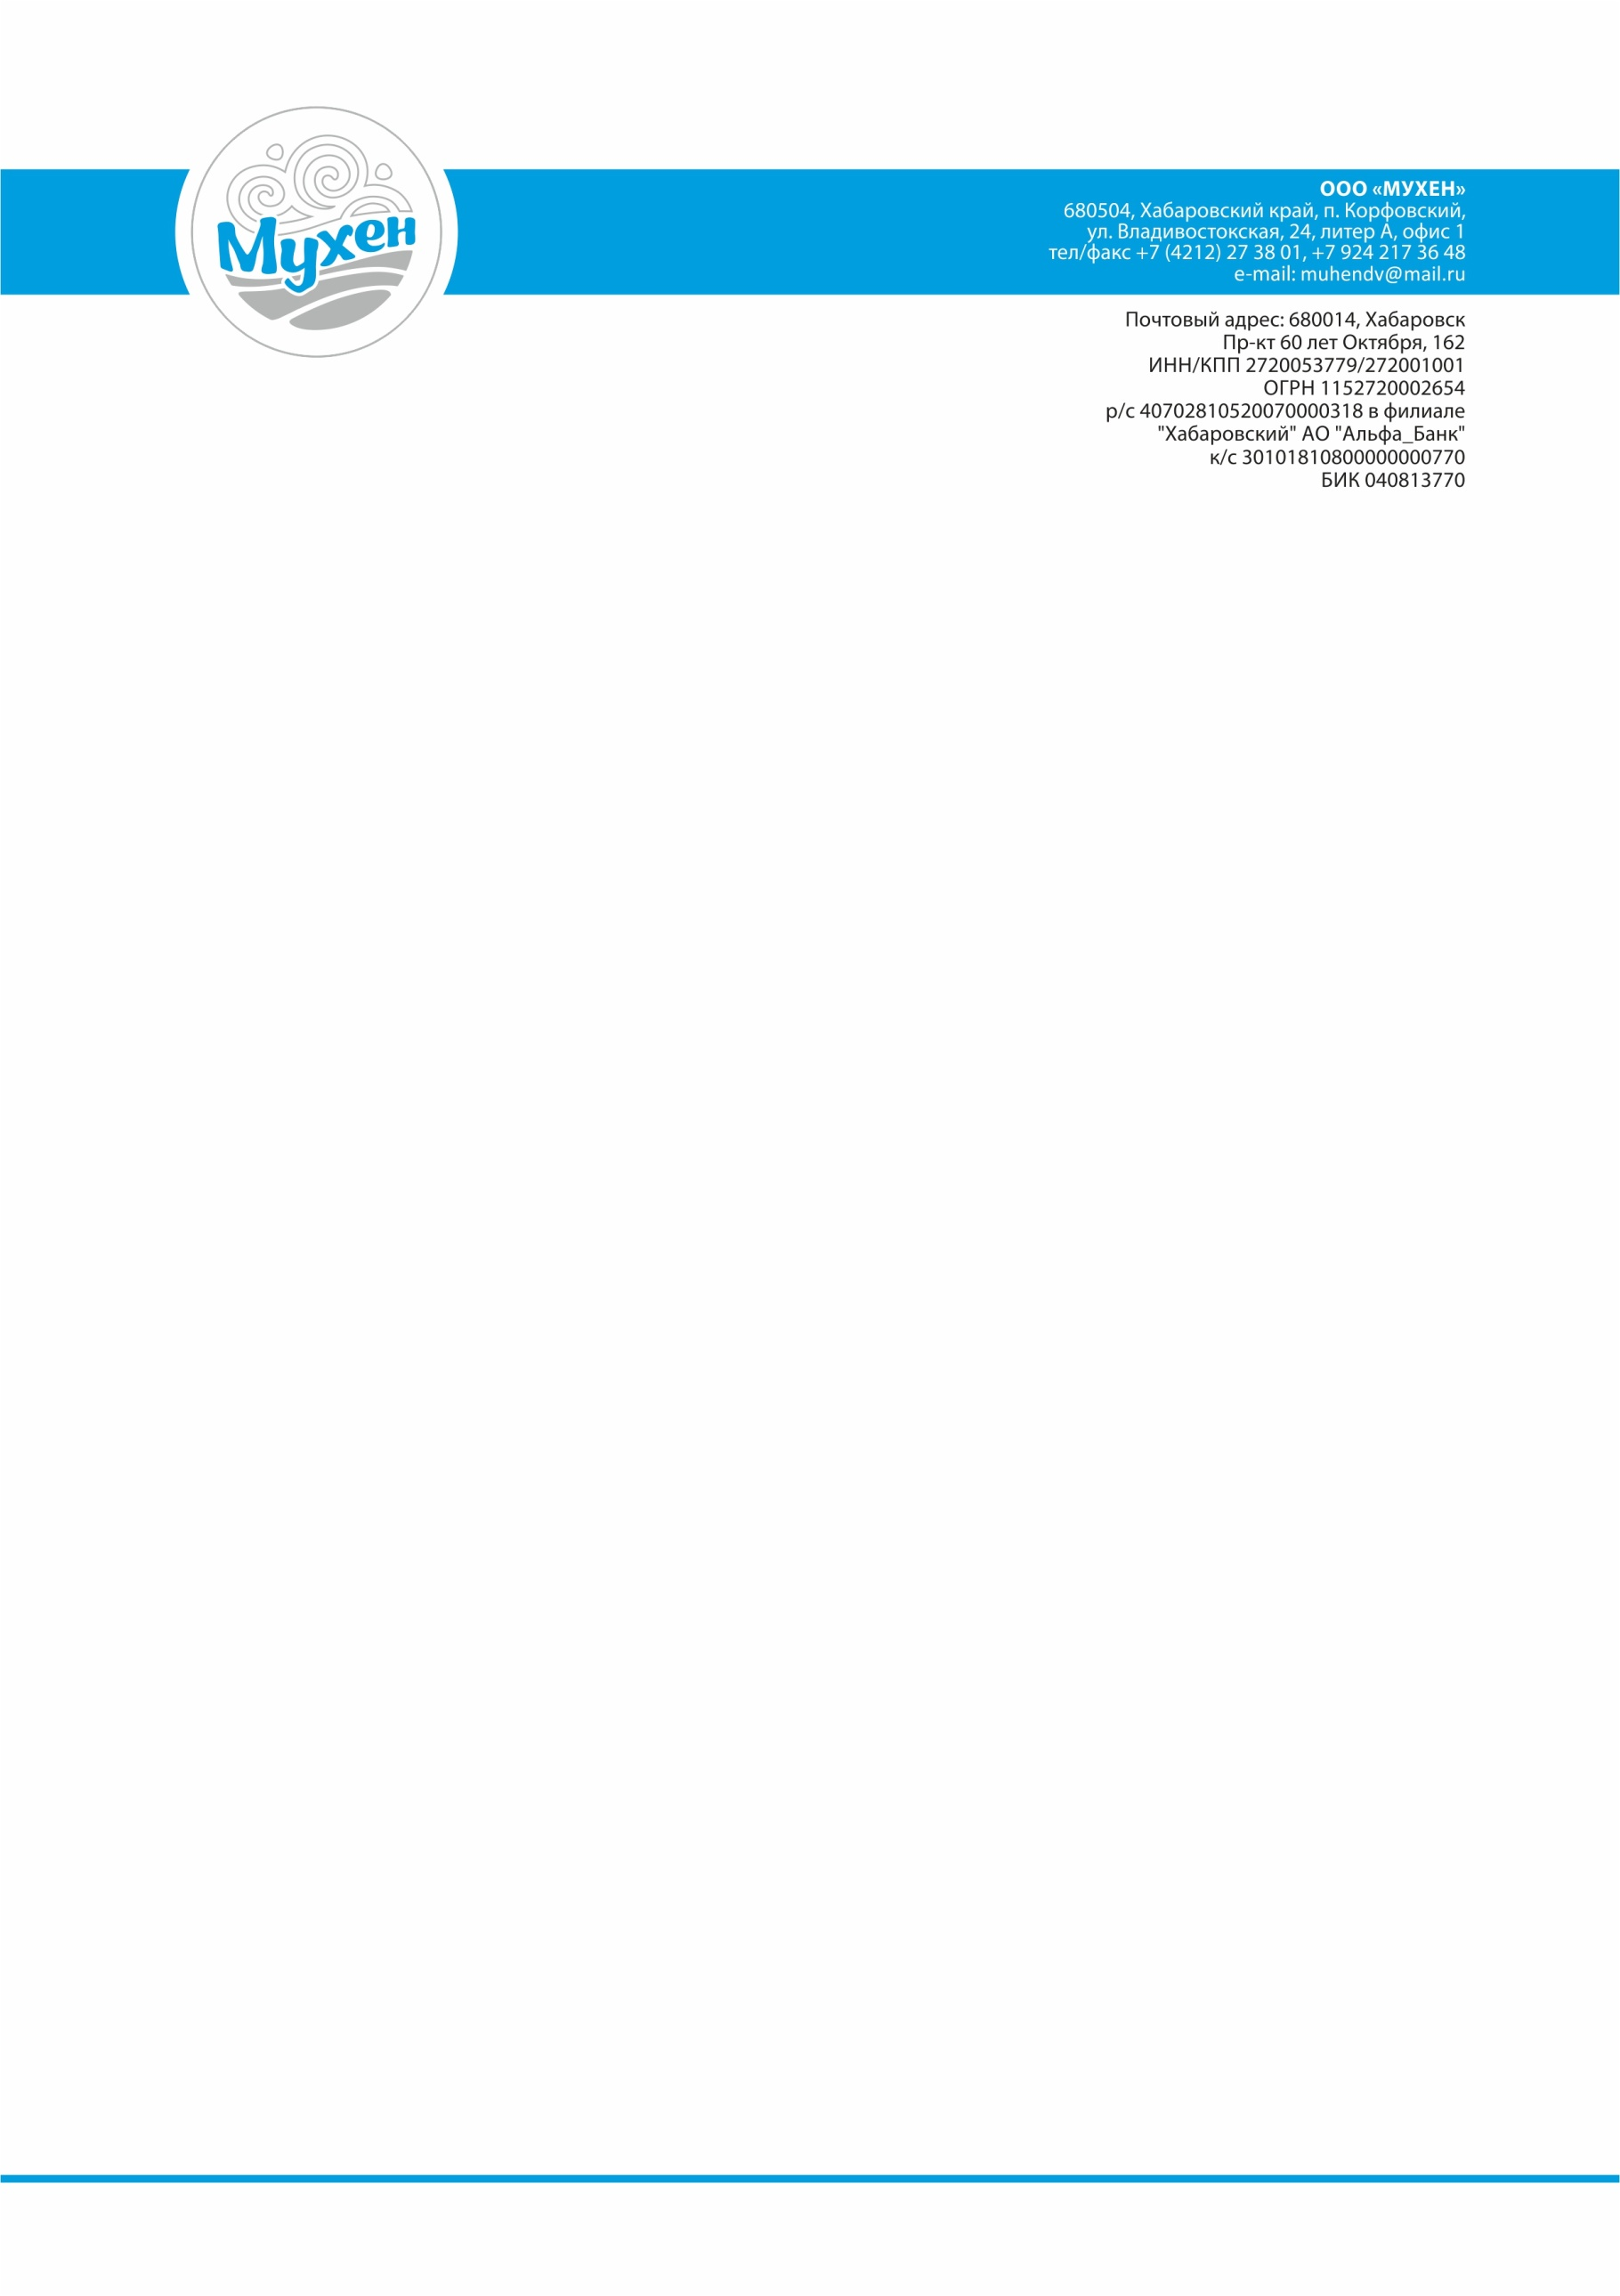 Мухен
ООО «МУХЕН»
680504, Хабаровский край, п. Корфовский,
ул. Владивостокская, 24, литер А, офис 1
тел/факс +7 (4212) 27 38 01, +7 924 217 36 48
e-mail: muhendv@mail.ru
Почтовый адрес: 680014, Хабаровск
Пр-кт 60 лет Октября, 162
ИНН/КПП 2720053779/272001001
ОГРН 1152720002654
р/с 40702810520070000318 в филиале
"Хабаровский" АО "Альфа_Банк"
к/с 30101810800000000770
БИК 040813770